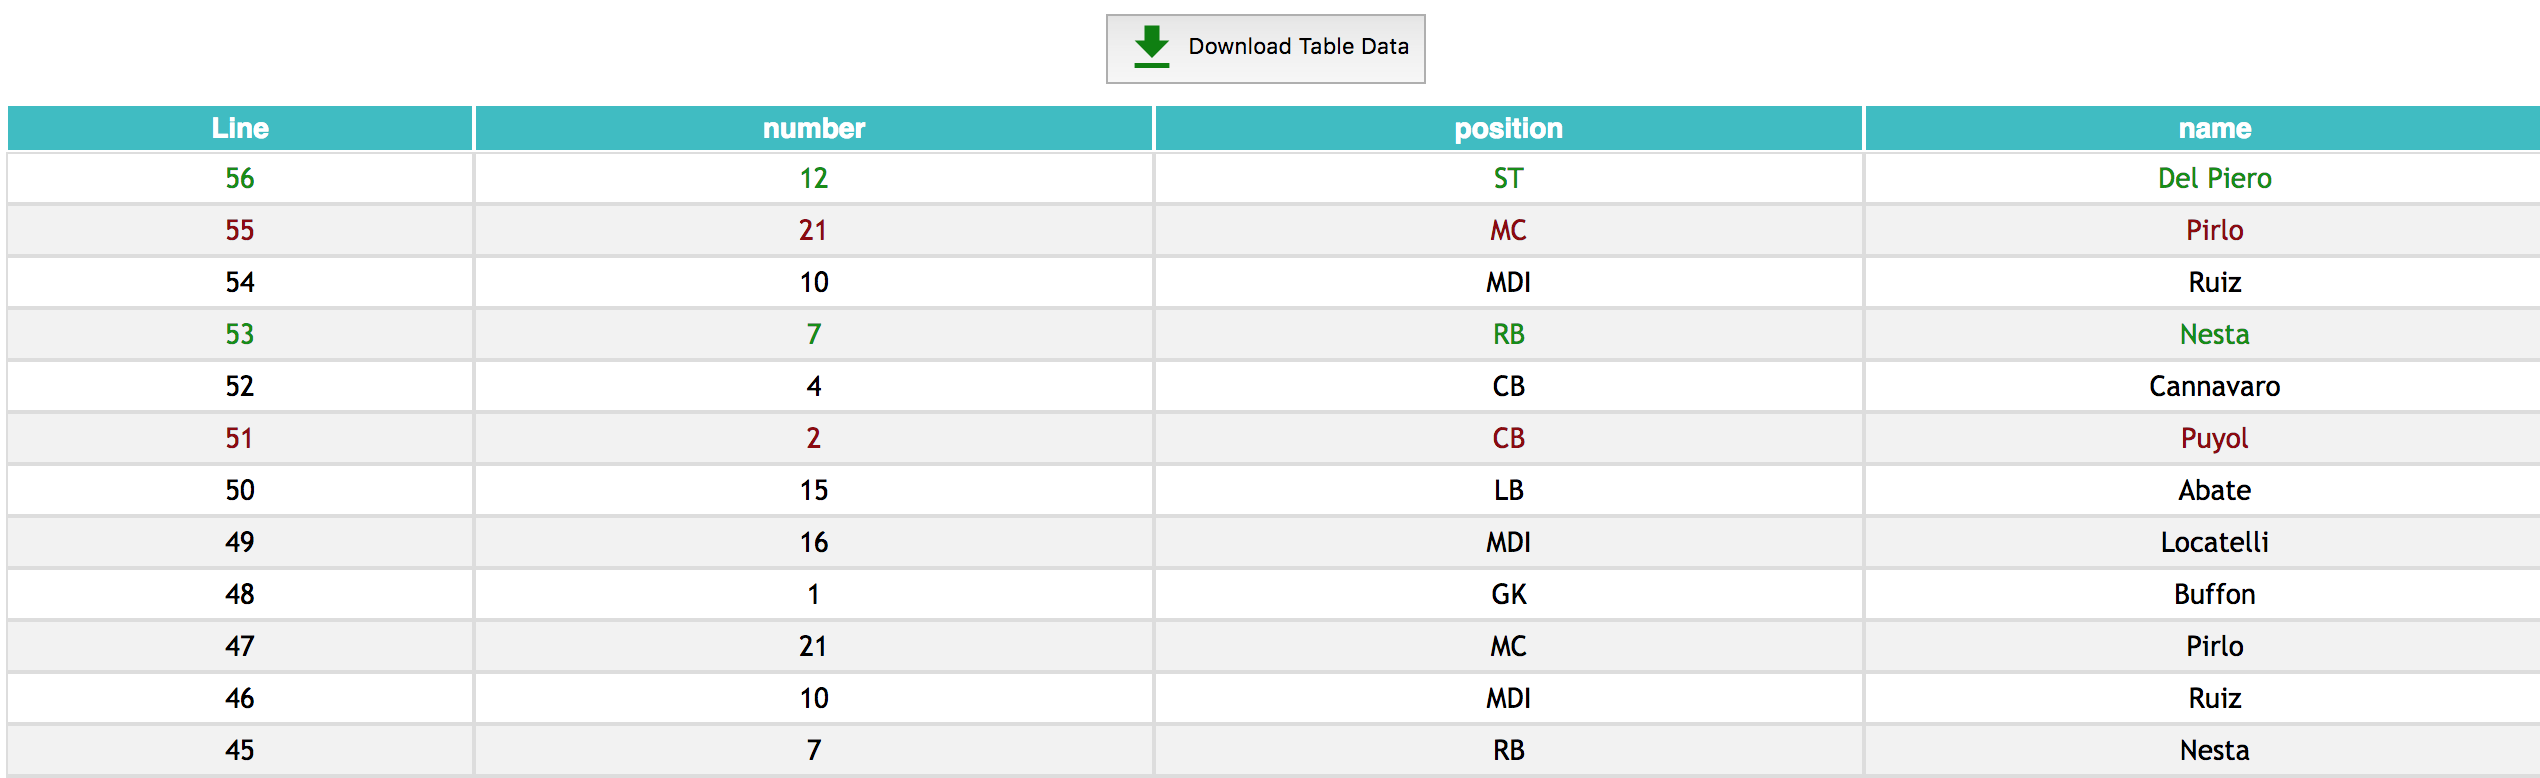 Download Table Data
Line number position name
56 12 ST Del Piero
55 21 MC Pirlo
54 10 MDI Ruiz
53 7 RB Nesta
52 4 CB Cannavaro
51 2 CB Puyol
50 15 LB Abate
49 16 MDI Locatelli
48 1 GK Buffon
47 21 MC Pirlo
46 10 MDI Ruiz
45 7 RB Nesta